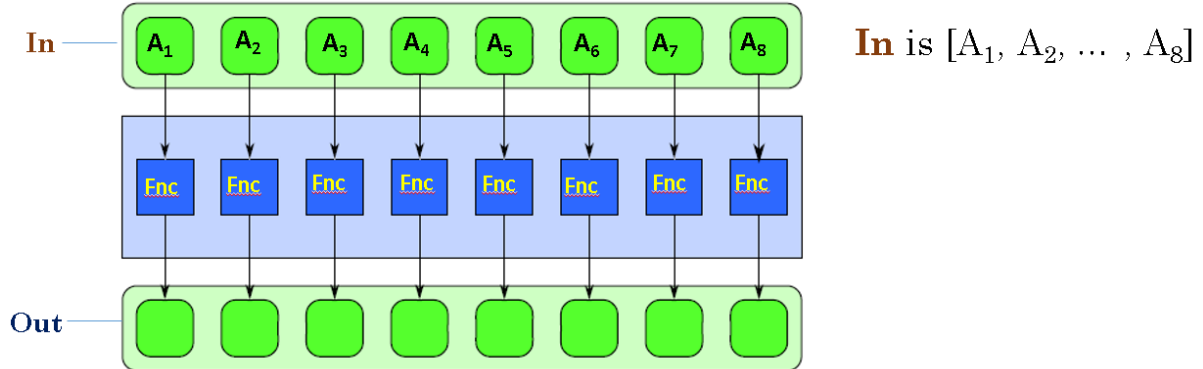 In A₁ A₂ A₃ A₄ A₅ A₆ A₇ A₈ In is [A₁, A₂, ... , A₈]
Fnc Fnc Fnc Fnc Fnc Fnc Fnc Fnc
Out